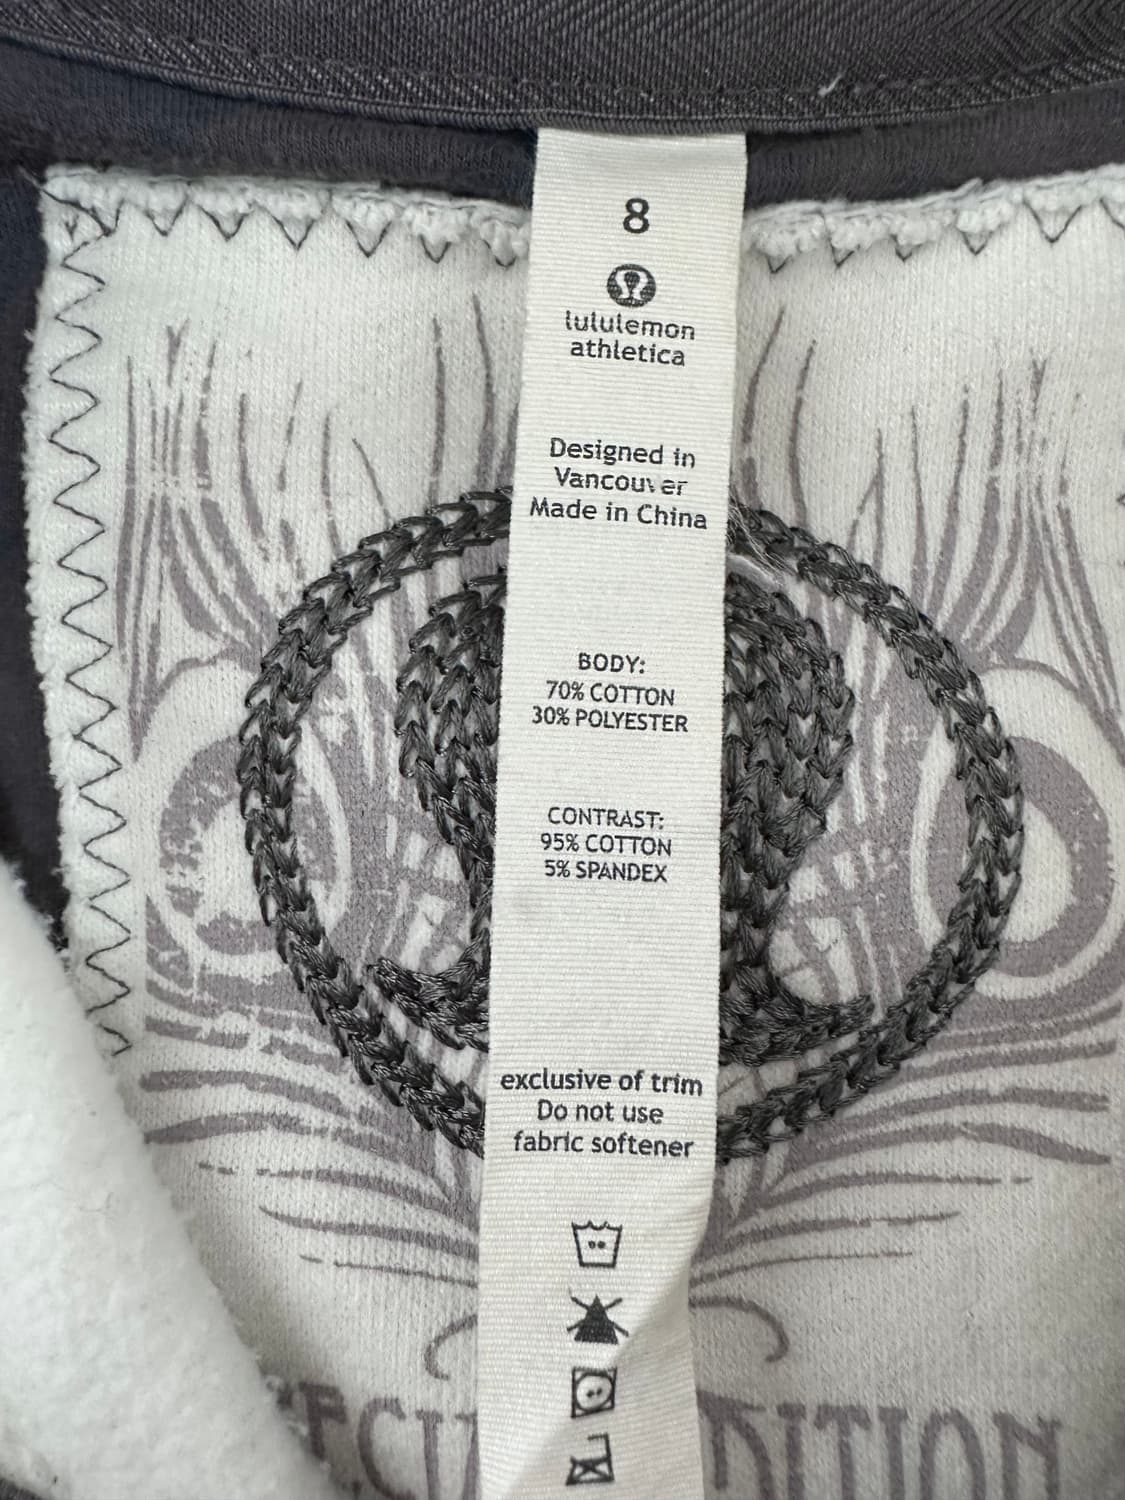 8
lululemon
athletica
Designed in
Vancouver
Made in China
BODY:
70% COTTON
30% POLYESTER
CONTRAST:
95% COTTON
5% SPANDEX
exclusive of trim
Do not use
fabric softener